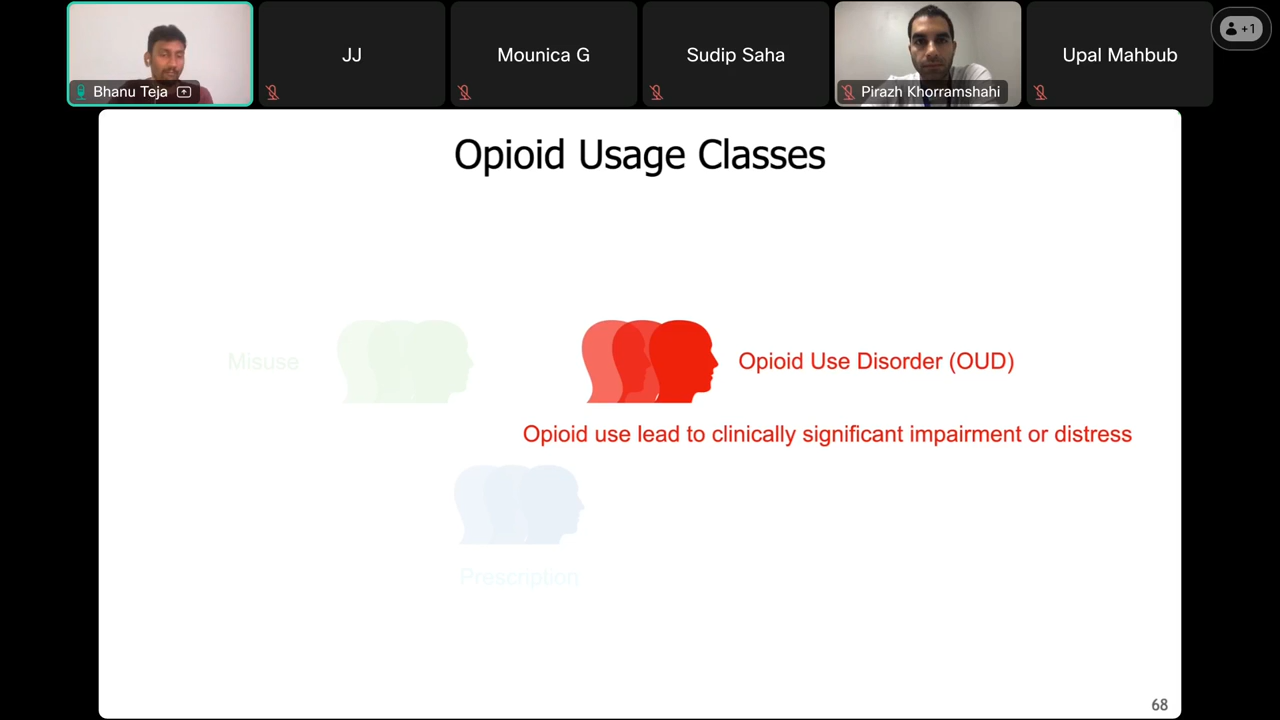 Bhanu Teja
JJ
Mounica G
Sudip Saha
Pirazh Khorramshahi
Upal Mahbub
+1
Opioid Usage Classes
Misuse
Opioid Use Disorder (OUD)
Opioid use lead to clinically significant impairment or distress
Prescription
68